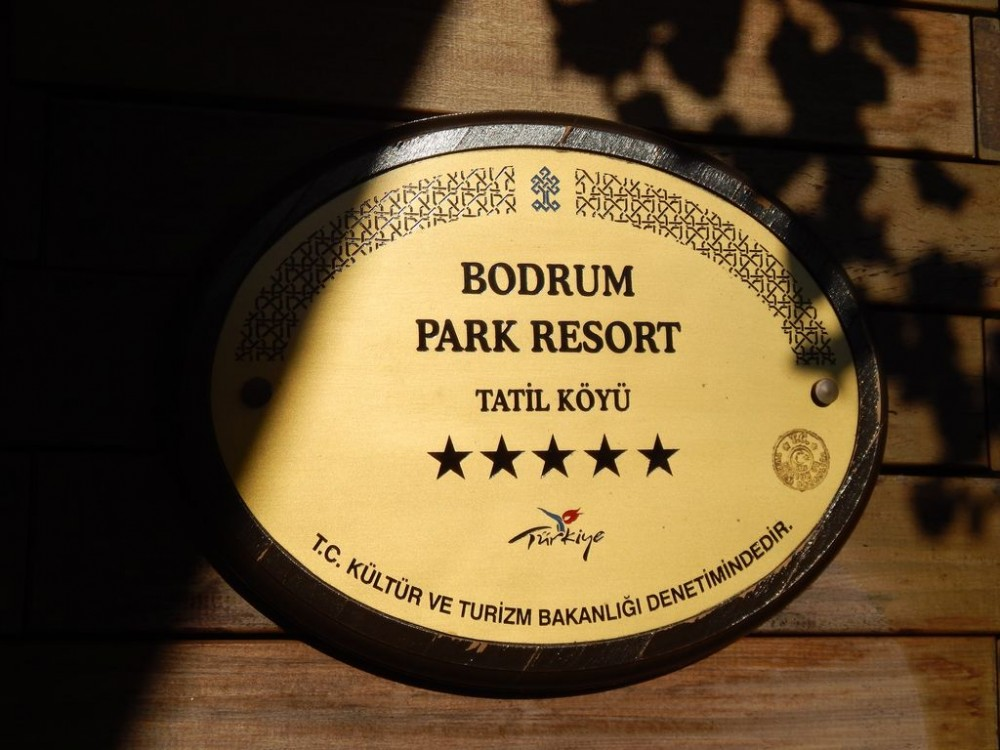 BODRUM
PARK RESORT
TATİL KÖYÜ
Türkiye
T.C. KÜLTÜR VE TURİZM BAKANLIĞI DENETİMİNDEDİR.